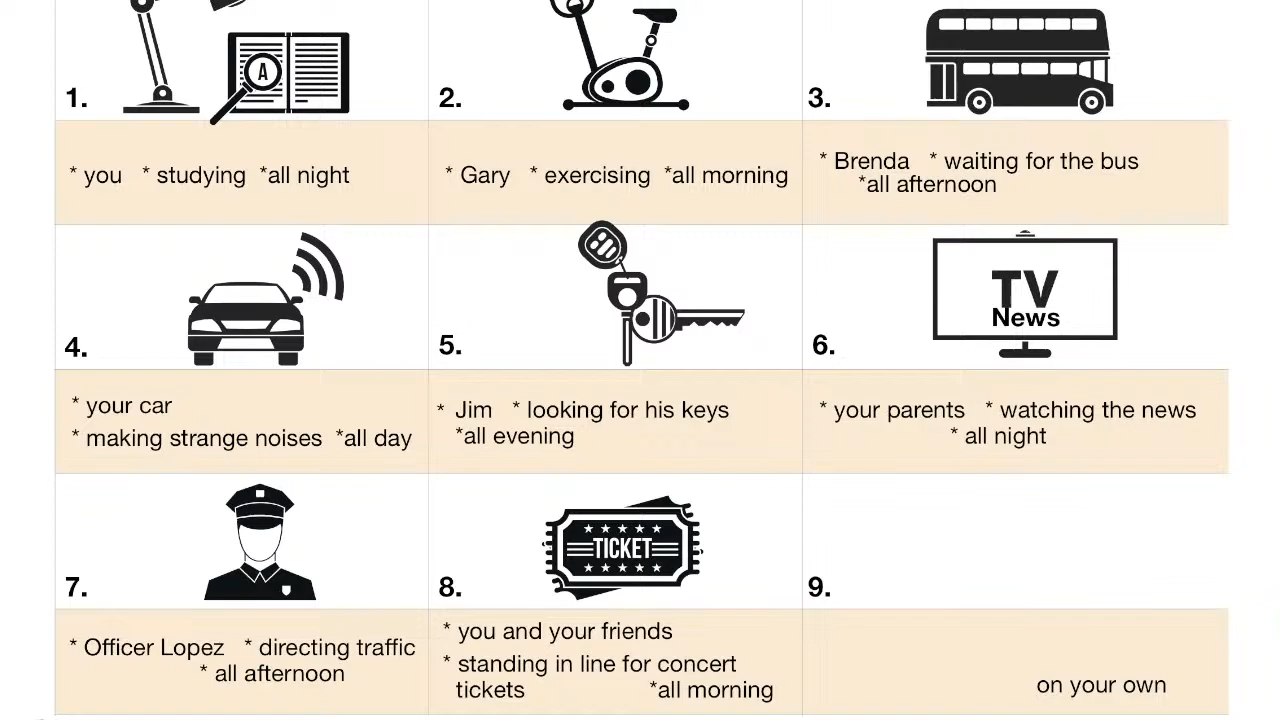 A
1.
2.
3.
* you * studying *all night
* Gary * exercising *all morning
* Brenda * waiting for the bus
*all afternoon
TV
News
4.
5.
6.
* your car
* making strange noises *all day
* Jim * looking for his keys
*all evening
* your parents * watching the news
* all night
TICKET
7.
8.
9.
* Officer Lopez * directing traffic
* all afternoon
* you and your friends
* standing in line for concert
tickets *all morning
on your own